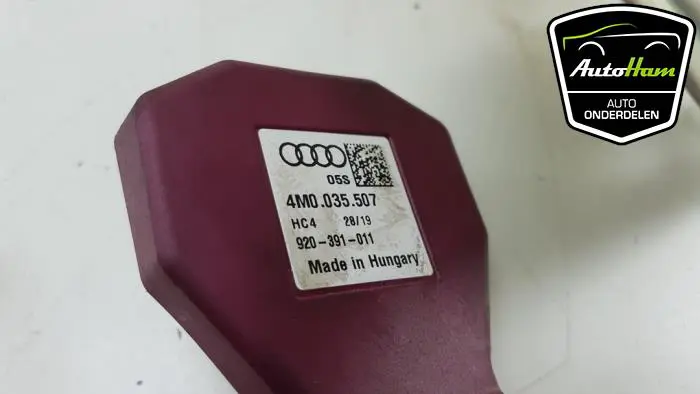 AutoHam
AUTO
ONDERDELEN
05S
4M0.035.507
HC4 28/19
920-391-011
Made in Hungary